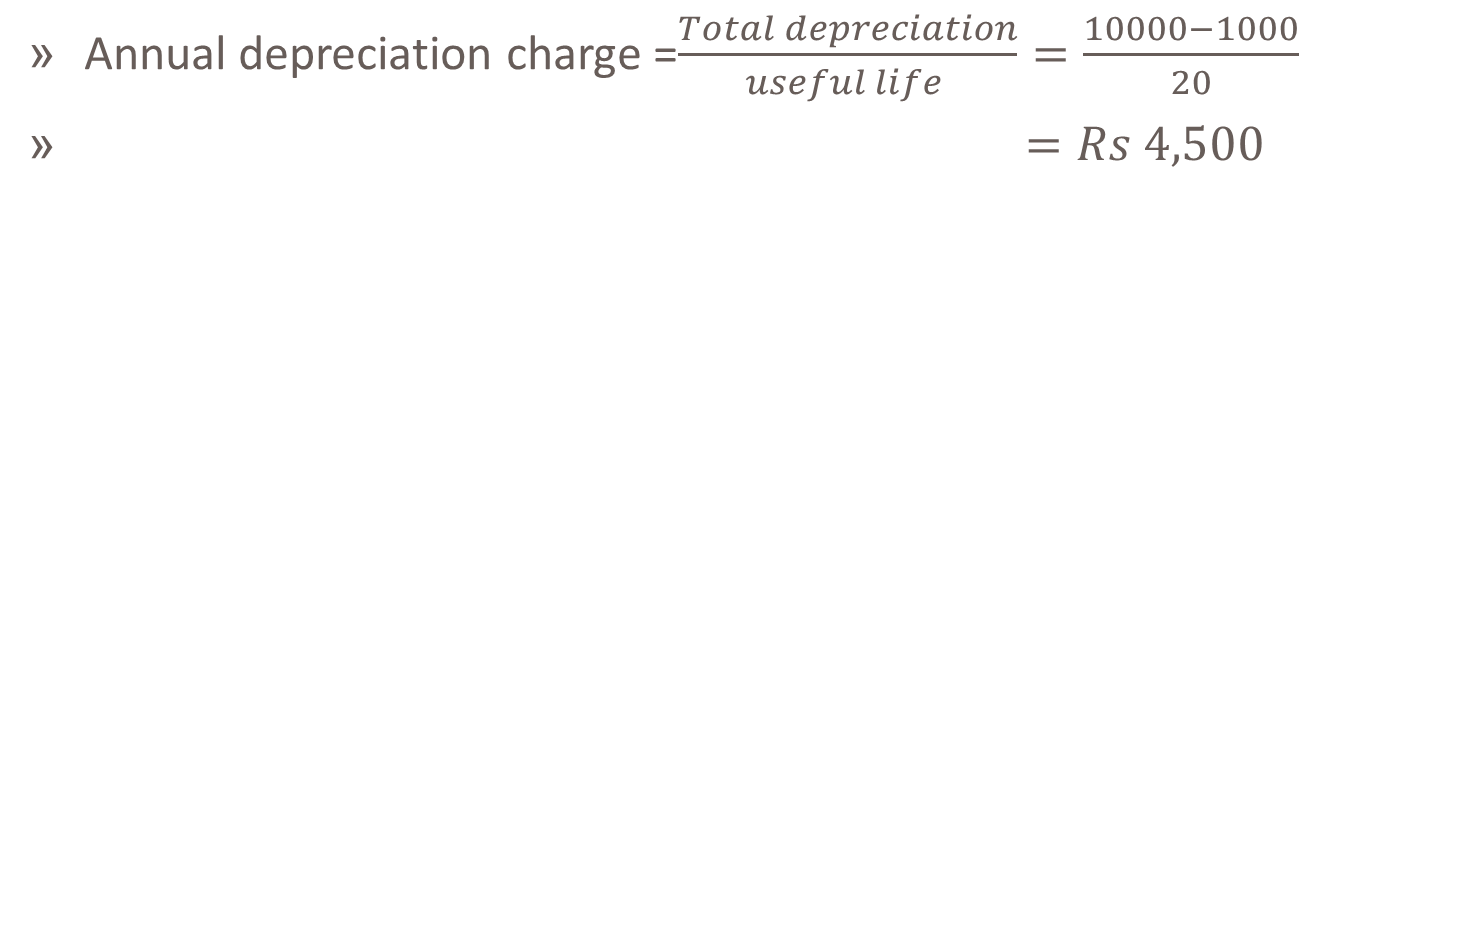 » Annual depreciation charge = Total depreciation / useful life = 10000−1000 / 20
» = Rs 4,500